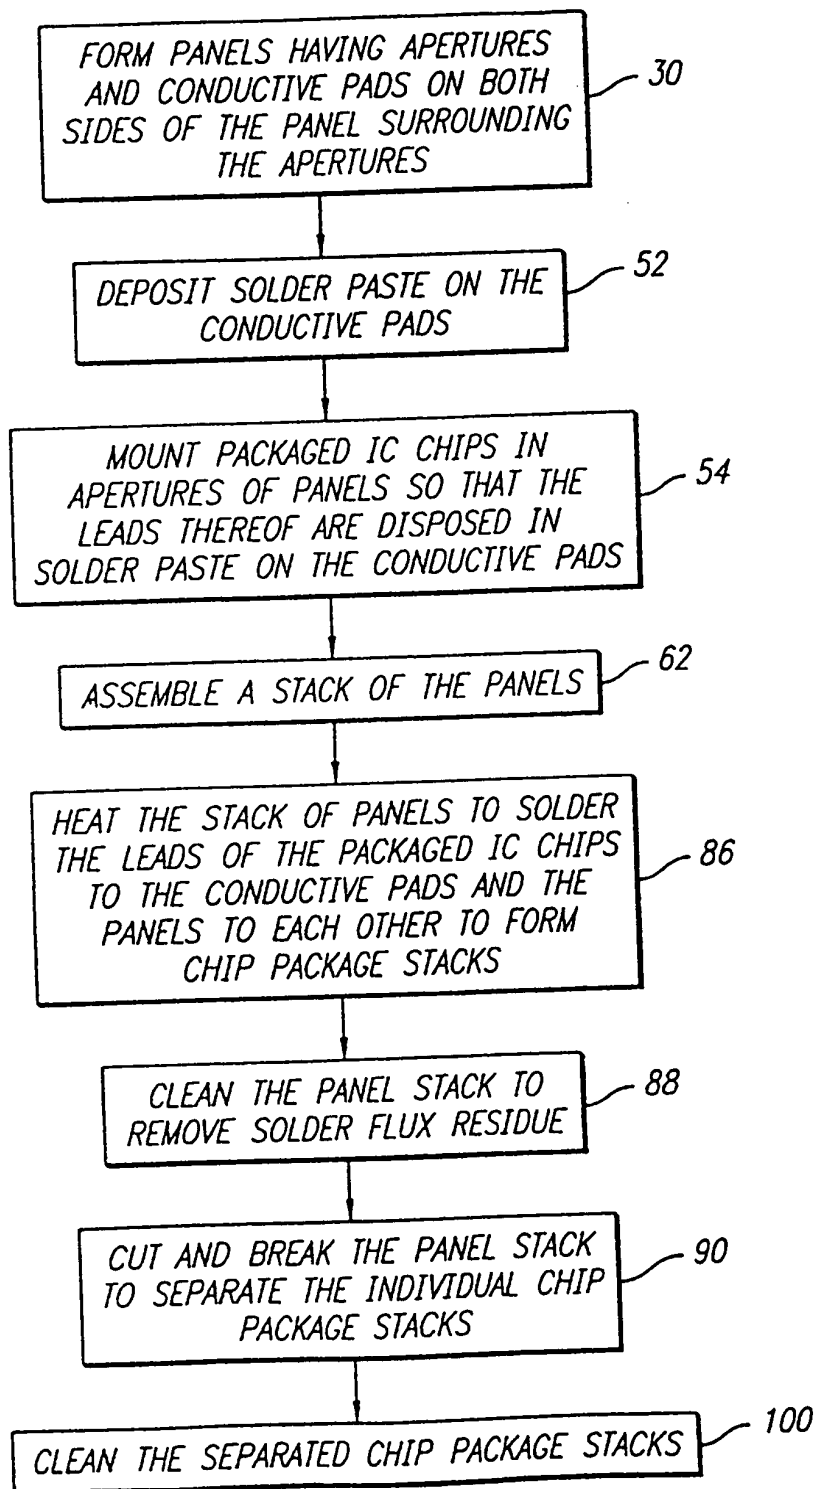 FORM PANELS HAVING APERTURES
AND CONDUCTIVE PADS ON BOTH
SIDES OF THE PANEL SURROUNDING
THE APERTURES
30
DEPOSIT SOLDER PASTE ON THE
CONDUCTIVE PADS
52
MOUNT PACKAGED IC CHIPS IN
APERTURES OF PANELS SO THAT THE
LEADS THEREOF ARE DISPOSED IN
SOLDER PASTE ON THE CONDUCTIVE PADS
54
ASSEMBLE A STACK OF THE PANELS
62
HEAT THE STACK OF PANELS TO SOLDER
THE LEADS OF THE PACKAGED IC CHIPS
TO THE CONDUCTIVE PADS AND THE
PANELS TO EACH OTHER TO FORM
CHIP PACKAGE STACKS
86
CLEAN THE PANEL STACK TO
REMOVE SOLDER FLUX RESIDUE
88
CUT AND BREAK THE PANEL STACK
TO SEPARATE THE INDIVIDUAL CHIP
PACKAGE STACKS
90
CLEAN THE SEPARATED CHIP PACKAGE STACKS
100